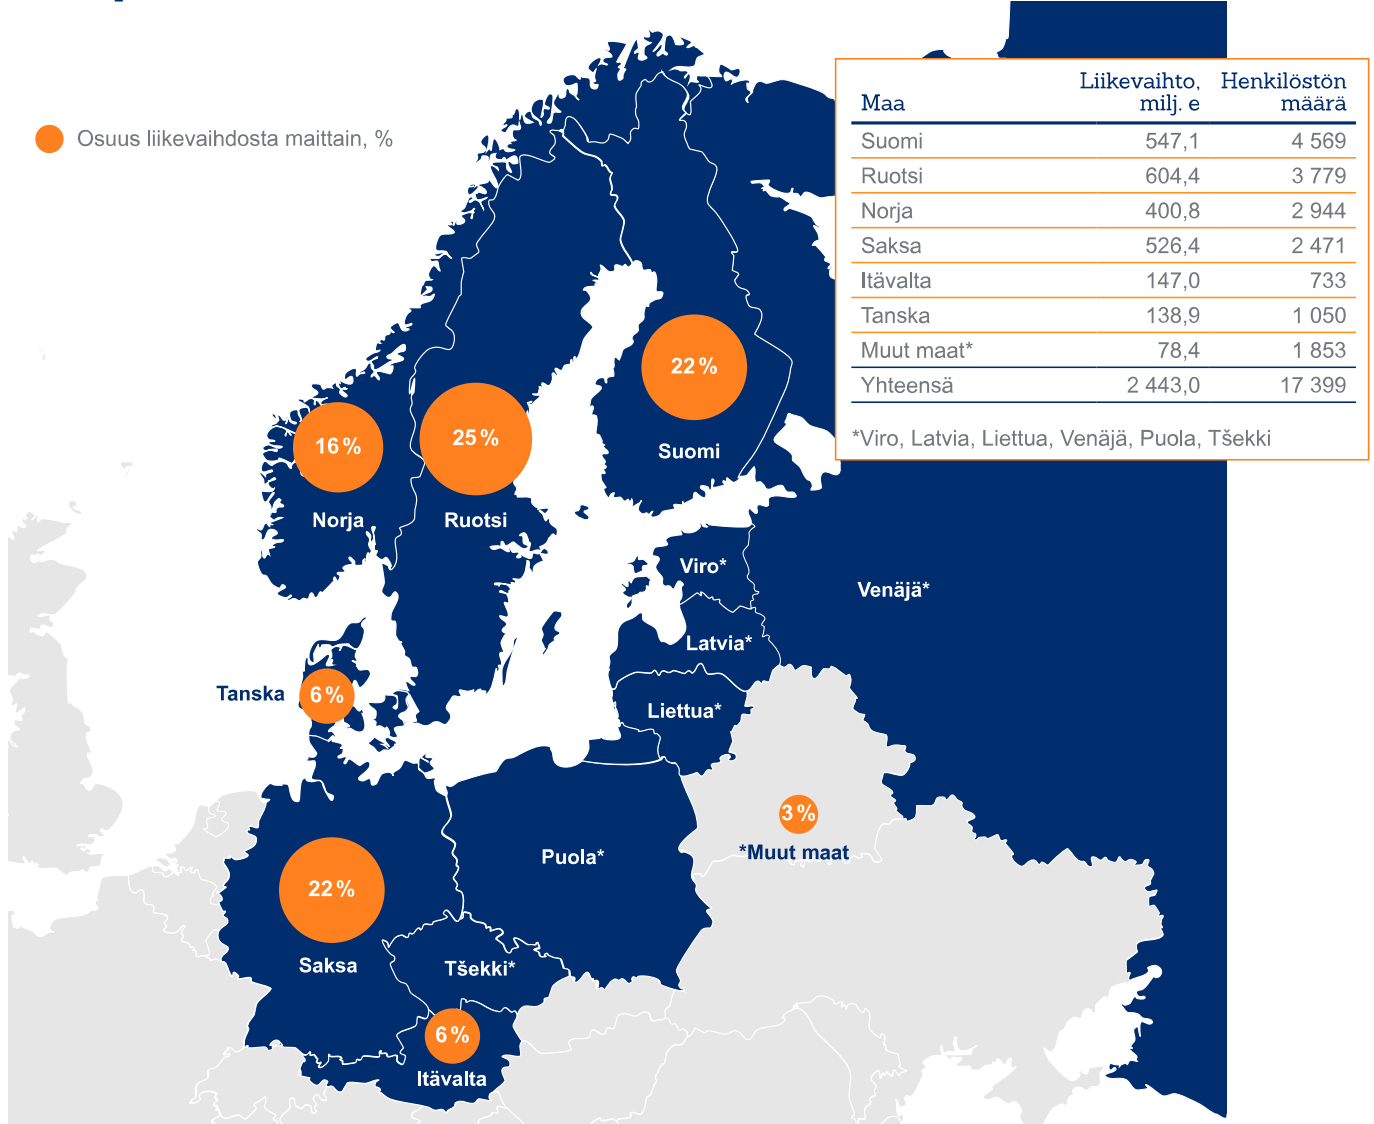 Osuus liikevaihdosta maittain, %
Maa Liikevaihto, milj. e Henkilöstön määrä
Suomi 547,1 4 569
Ruotsi 604,4 3 779
Norja 400,8 2 944
Saksa 526,4 2 471
Itävalta 147,0 733
Tanska 138,9 1 050
Muut maat* 78,4 1 853
Yhteensä 2 443,0 17 399
*Viro, Latvia, Liettua, Venäjä, Puola, Tšekki
22 %
Suomi
16 %
Norja
25 %
Ruotsi
Viro*
Venäjä*
Latvia*
Tanska 6 %
Liettua*
3 %
*Muut maat
Puola*
22 %
Saksa
Tšekki*
6 %
Itävalta